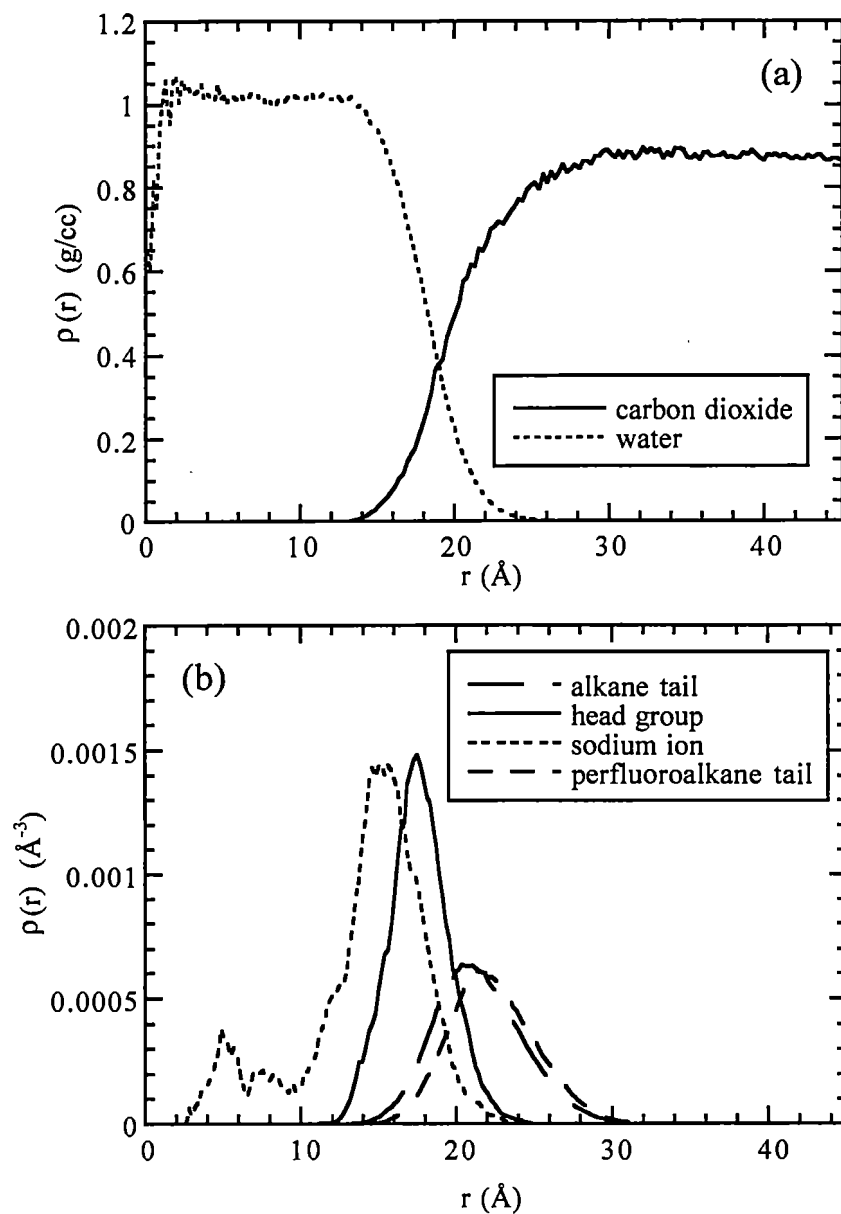 1.2
(a)
1
0.8
ρ(r) (g/cc)
0.6
0.4
carbon dioxide
water
0.2
0
0 10 20 30 40
r (Å)
0.002
(b)
alkane tail
head group
sodium ion
perfluoroalkane tail
0.0015
ρ(r) (Å⁻³)
0.001
0.0005
0
0 10 20 30 40
r (Å)